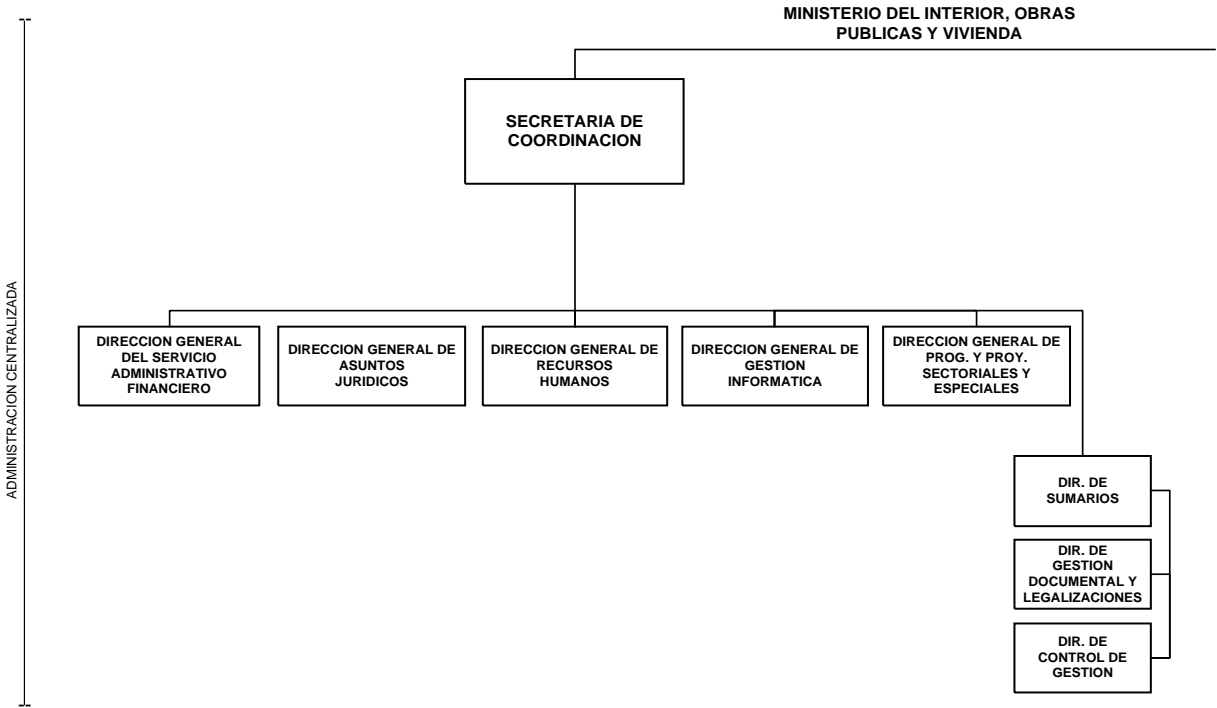 MINISTERIO DEL INTERIOR, OBRAS
PUBLICAS Y VIVIENDA
SECRETARIA DE
COORDINACION
ADMINISTRACION CENTRALIZADA
DIRECCION GENERAL
DEL SERVICIO
ADMINISTRATIVO
FINANCIERO
DIRECCION GENERAL DE
ASUNTOS
JURIDICOS
DIRECCION GENERAL DE
RECURSOS
HUMANOS
DIRECCION GENERAL DE
GESTION
INFORMATICA
DIRECCION GENERAL DE
PROG. Y PROY.
SECTORIALES Y
ESPECIALES
DIR. DE
SUMARIOS
DIR. DE
GESTION
DOCUMENTAL Y
LEGALIZACIONES
DIR. DE
CONTROL DE
GESTION